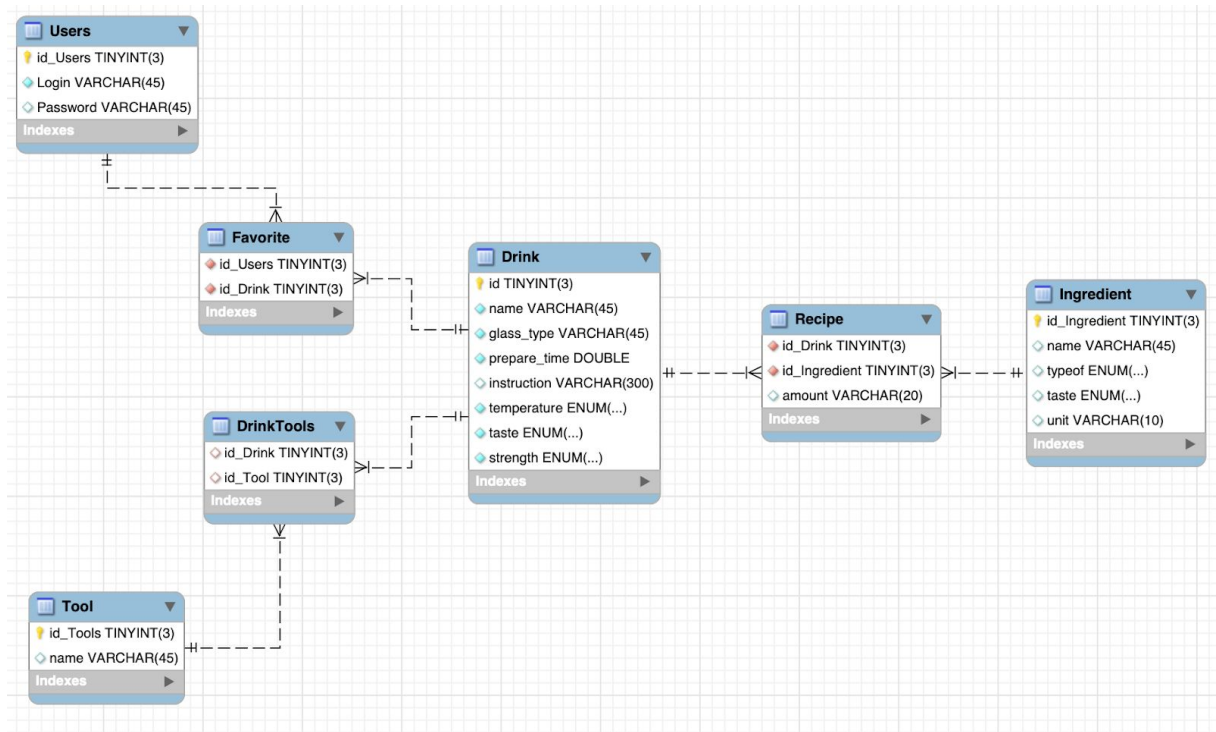 Users
id_Users TINYINT(3)
Login VARCHAR(45)
Password VARCHAR(45)
Indexes
Favorite
id_Users TINYINT(3)
id_Drink TINYINT(3)
Indexes
Drink
id TINYINT(3)
name VARCHAR(45)
glass_type VARCHAR(45)
prepare_time DOUBLE
instruction VARCHAR(300)
temperature ENUM(...)
taste ENUM(...)
strength ENUM(...)
Indexes
Recipe
id_Drink TINYINT(3)
id_Ingredient TINYINT(3)
amount VARCHAR(20)
Indexes
Ingredient
id_Ingredient TINYINT(3)
name VARCHAR(45)
typeof ENUM(...)
taste ENUM(...)
unit VARCHAR(10)
Indexes
DrinkTools
id_Drink TINYINT(3)
id_Tool TINYINT(3)
Indexes
Tool
id_Tools TINYINT(3)
name VARCHAR(45)
Indexes